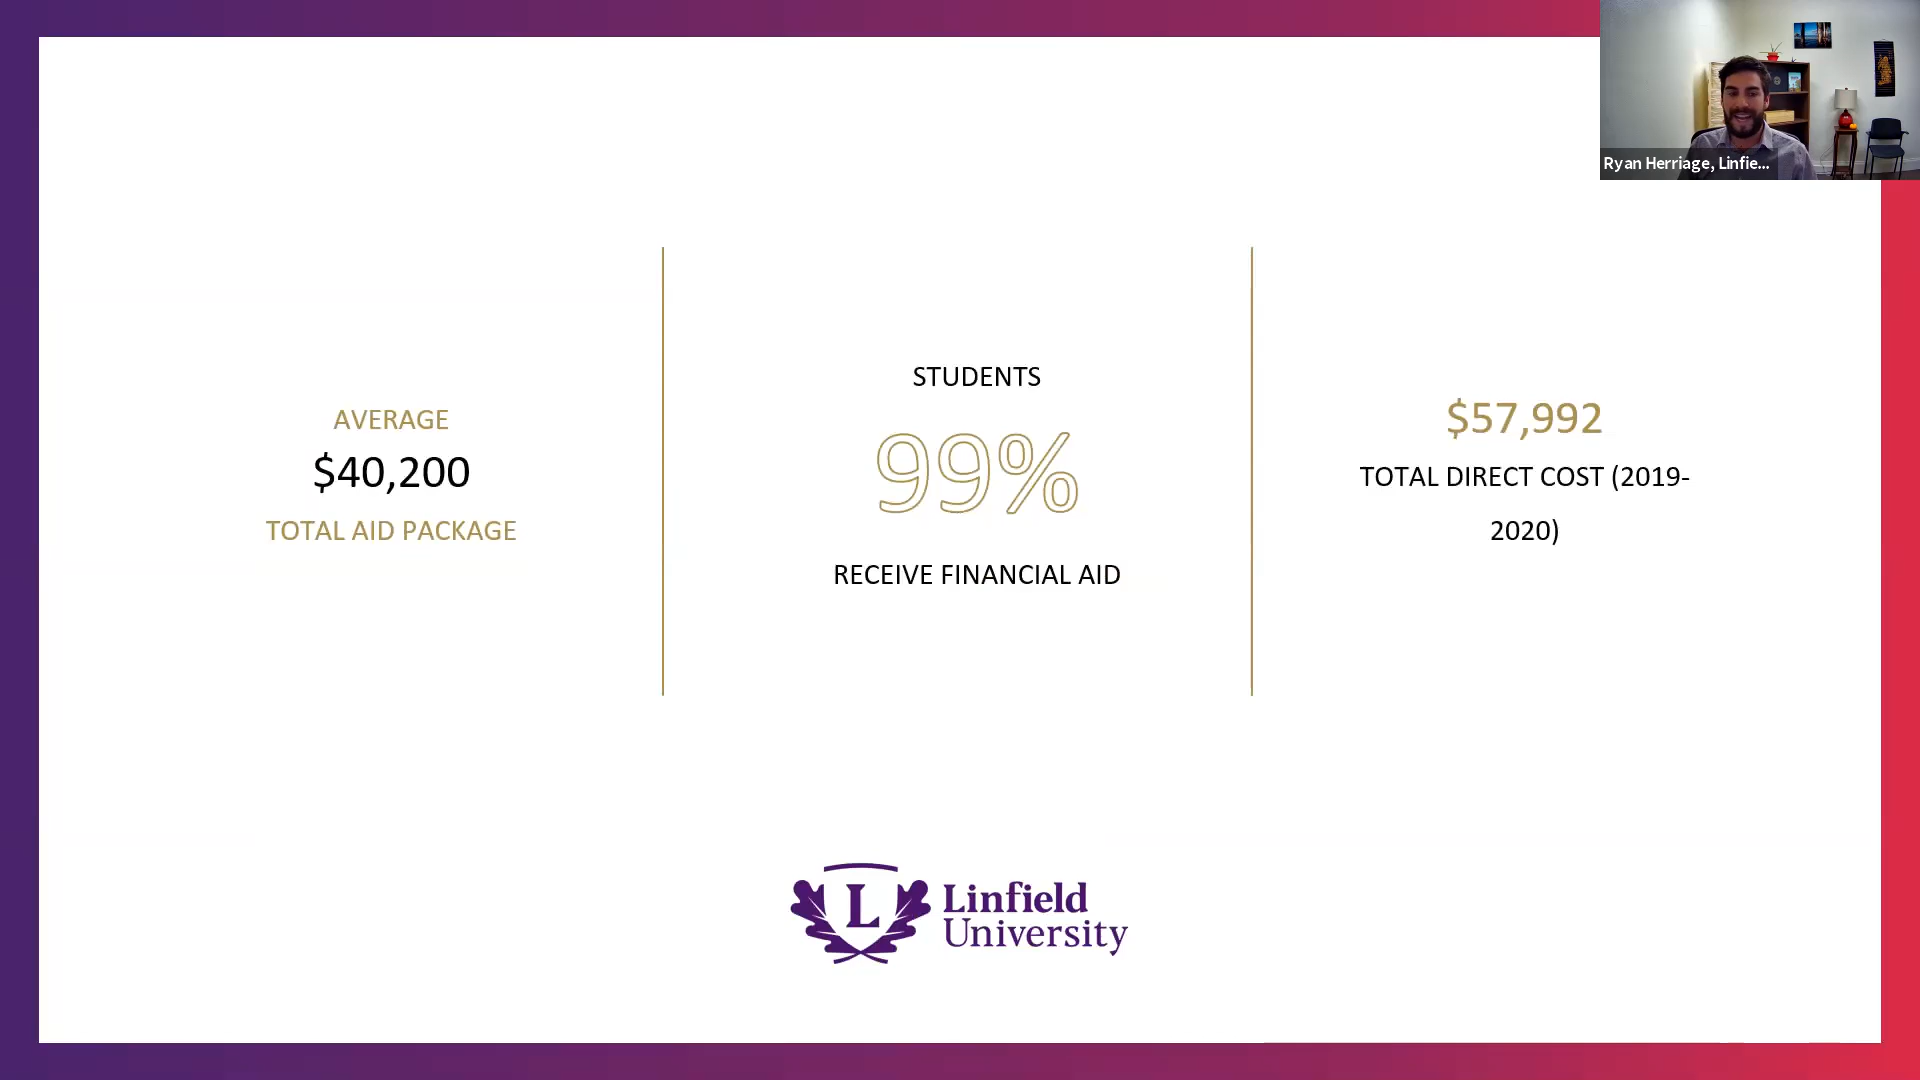 Ryan Herriage, Linfie...
AVERAGE
$40,200
TOTAL AID PACKAGE
STUDENTS
99%
RECEIVE FINANCIAL AID
$57,992
TOTAL DIRECT COST (2019-
2020)
L
Linfield
University